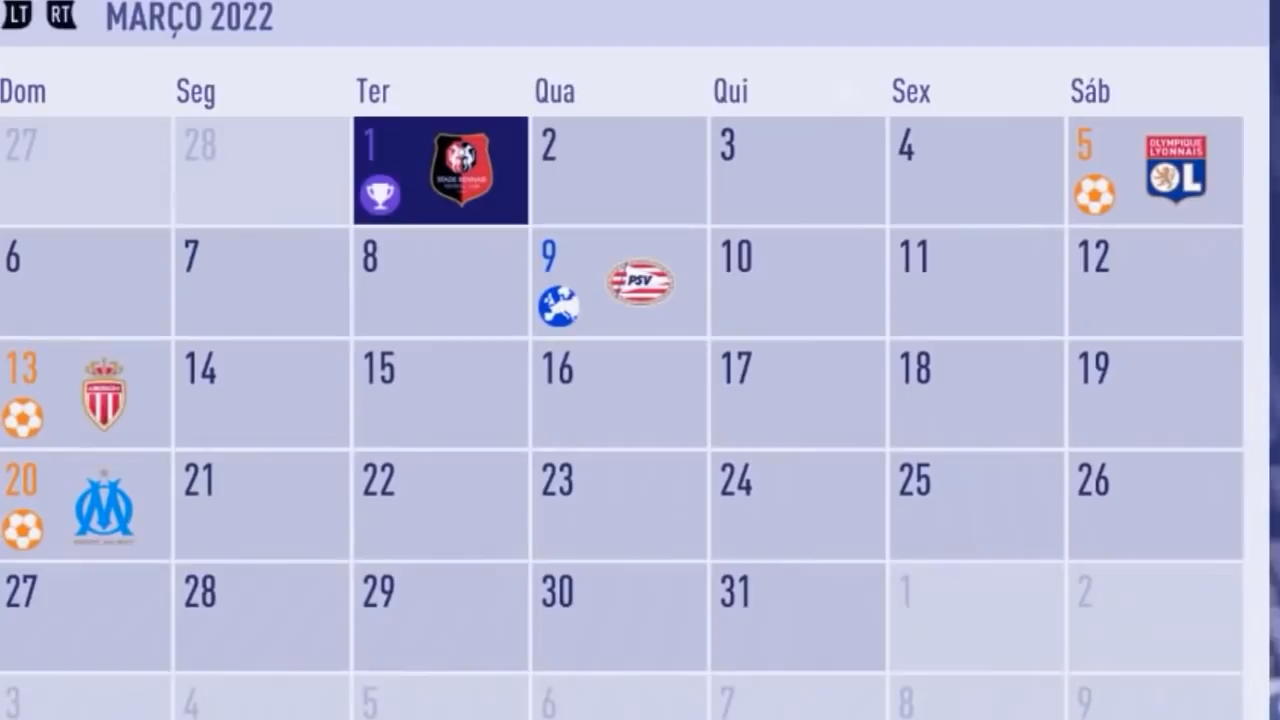 LT RT MARÇO 2022
Dom Seg Ter Qua Qui Sex Sáb
27 28 1 2 3 4 5
STADE RENNAIS
OLYMPIQUE
LYONNAIS
OL
6 7 8 9 10 11 12
PSV
13 14 15 16 17 18 19
20 21 22 23 24 25 26
M
27 28 29 30 31 1 2
3 4 5 6 7 8 9